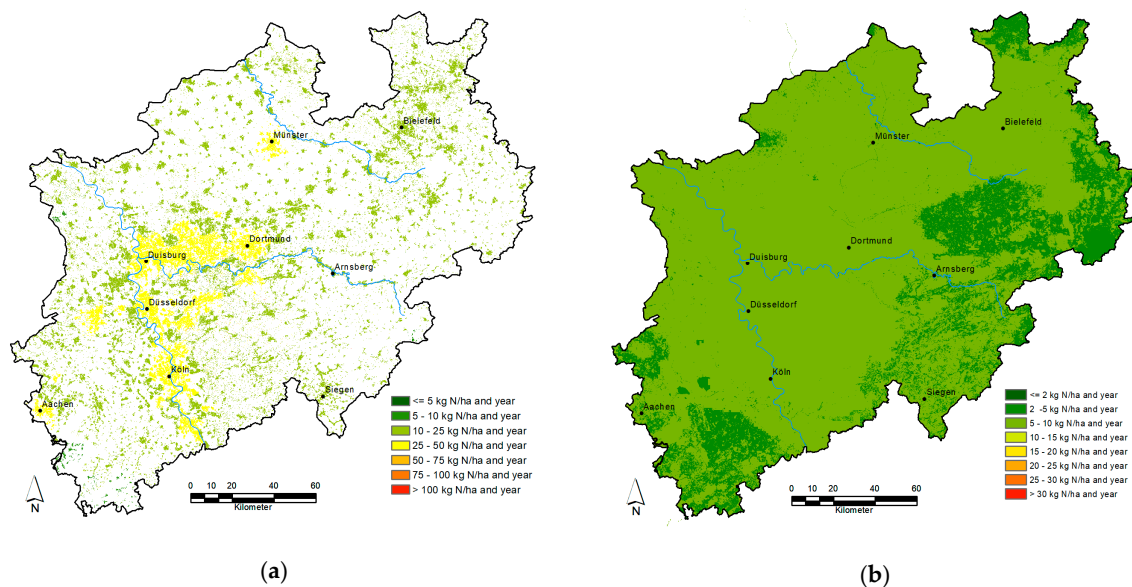 Bielefeld
Münster
Dortmund
Duisburg
Arnsberg
Düsseldorf
Köln
Siegen
Aachen
<= 5 kg N/ha and year
5 - 10 kg N/ha and year
10 - 25 kg N/ha and year
25 - 50 kg N/ha and year
50 - 75 kg N/ha and year
75 - 100 kg N/ha and year
> 100 kg N/ha and year
N
0 10 20 40 60
Kilometer
(a)
Bielefeld
Münster
Dortmund
Duisburg
Arnsberg
Düsseldorf
Köln
Siegen
Aachen
<= 2 kg N/ha and year
2 -5 kg N/ha and year
5 - 10 kg N/ha and year
10 - 15 kg N/ha and year
15 - 20 kg N/ha and year
20 - 25 kg N/ha and year
25 - 30 kg N/ha and year
> 30 kg N/ha and year
N
0 10 20 40 60
Kilometer
(b)